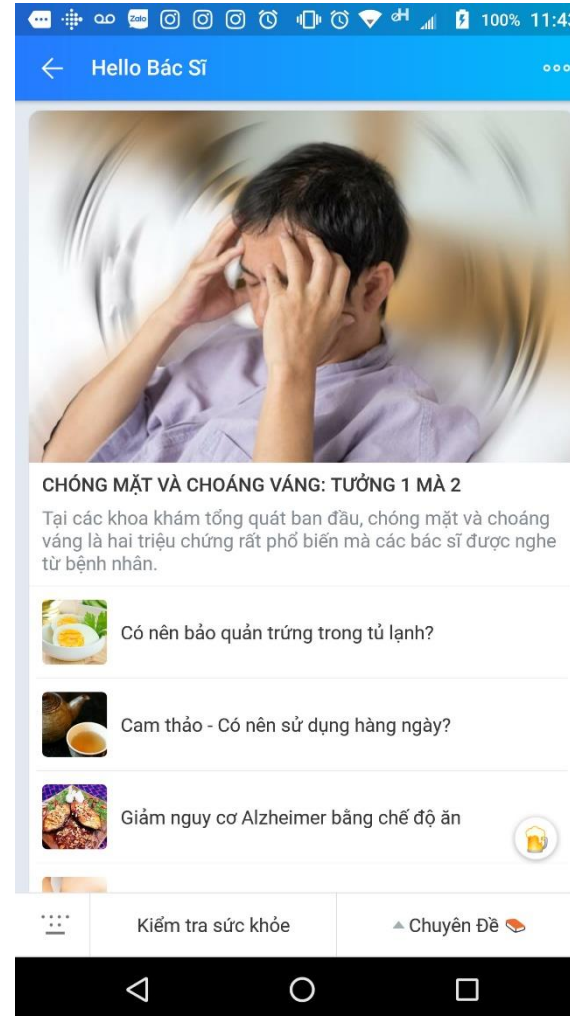 Zalo 100% 11:43
Hello Bác Sĩ
CHÓNG MẶT VÀ CHOÁNG VÁNG: TƯỞNG 1 MÀ 2
Tại các khoa khám tổng quát ban đầu, chóng mặt và choáng
váng là hai triệu chứng rất phổ biến mà các bác sĩ được nghe
từ bệnh nhân.
Có nên bảo quản trứng trong tủ lạnh?
Cam thảo - Có nên sử dụng hàng ngày?
Giảm nguy cơ Alzheimer bằng chế độ ăn
Kiểm tra sức khỏe
Chuyên Đề